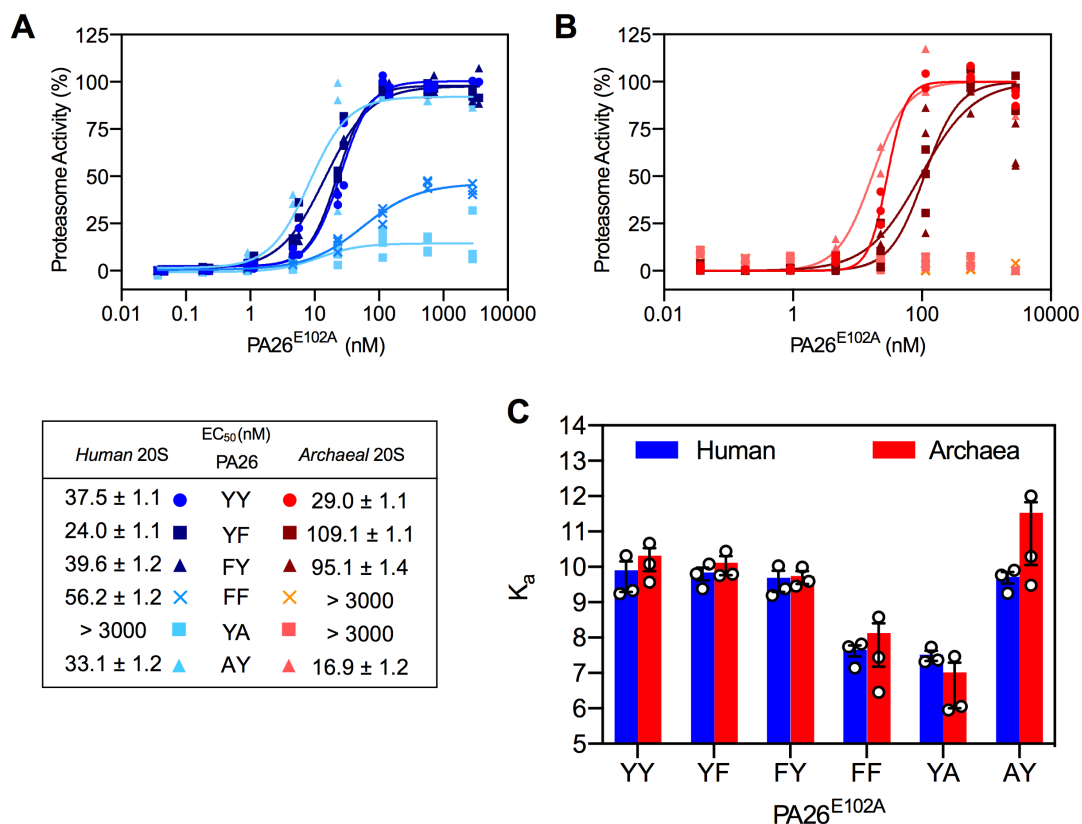 A
B
125
100
75
50
25
0
Proteasome Activity (%)
0.01 0.1 1 10 100 1000 10000
PA26E102A (nM)
125
100
75
50
25
0
Proteasome Activity (%)
0.01 1 100 10000
PA26E102A (nM)
EC50 (nM)
Human 20S PA26 Archaeal 20S
37.5 ± 1.1 YY 29.0 ± 1.1
24.0 ± 1.1 YF 109.1 ± 1.1
39.6 ± 1.2 FY 95.1 ± 1.4
56.2 ± 1.2 FF > 3000
> 3000 YA > 3000
33.1 ± 1.2 AY 16.9 ± 1.2
C
Human Archaea
14
13
12
11
10
9
8
7
6
5
Ka
YY YF FY FF YA AY
PA26E102A